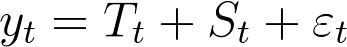 y_t = T_t + S_t + ε_t